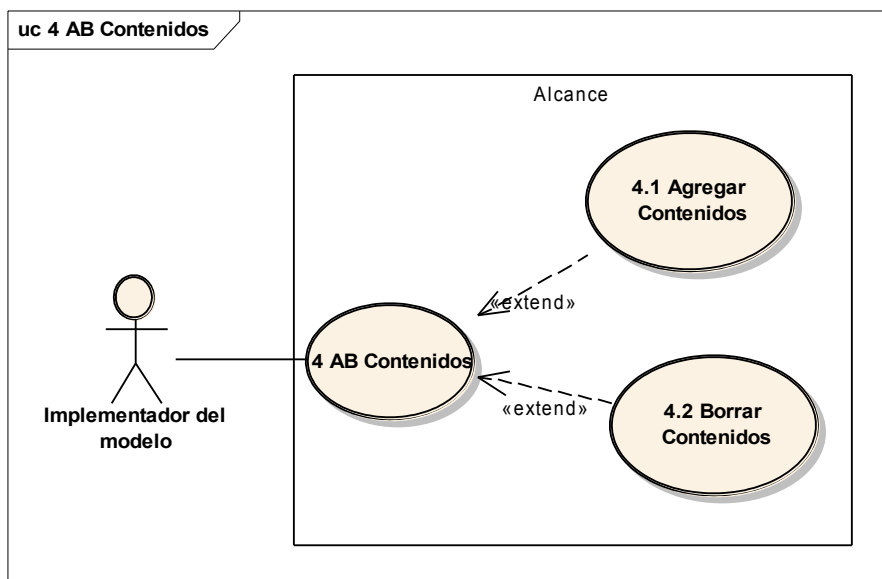 uc 4 AB Contenidos
Alcance
4.1 Agregar
Contenidos
«extend»
4 AB Contenidos
Implementador del
modelo
«extend»
4.2 Borrar
Contenidos